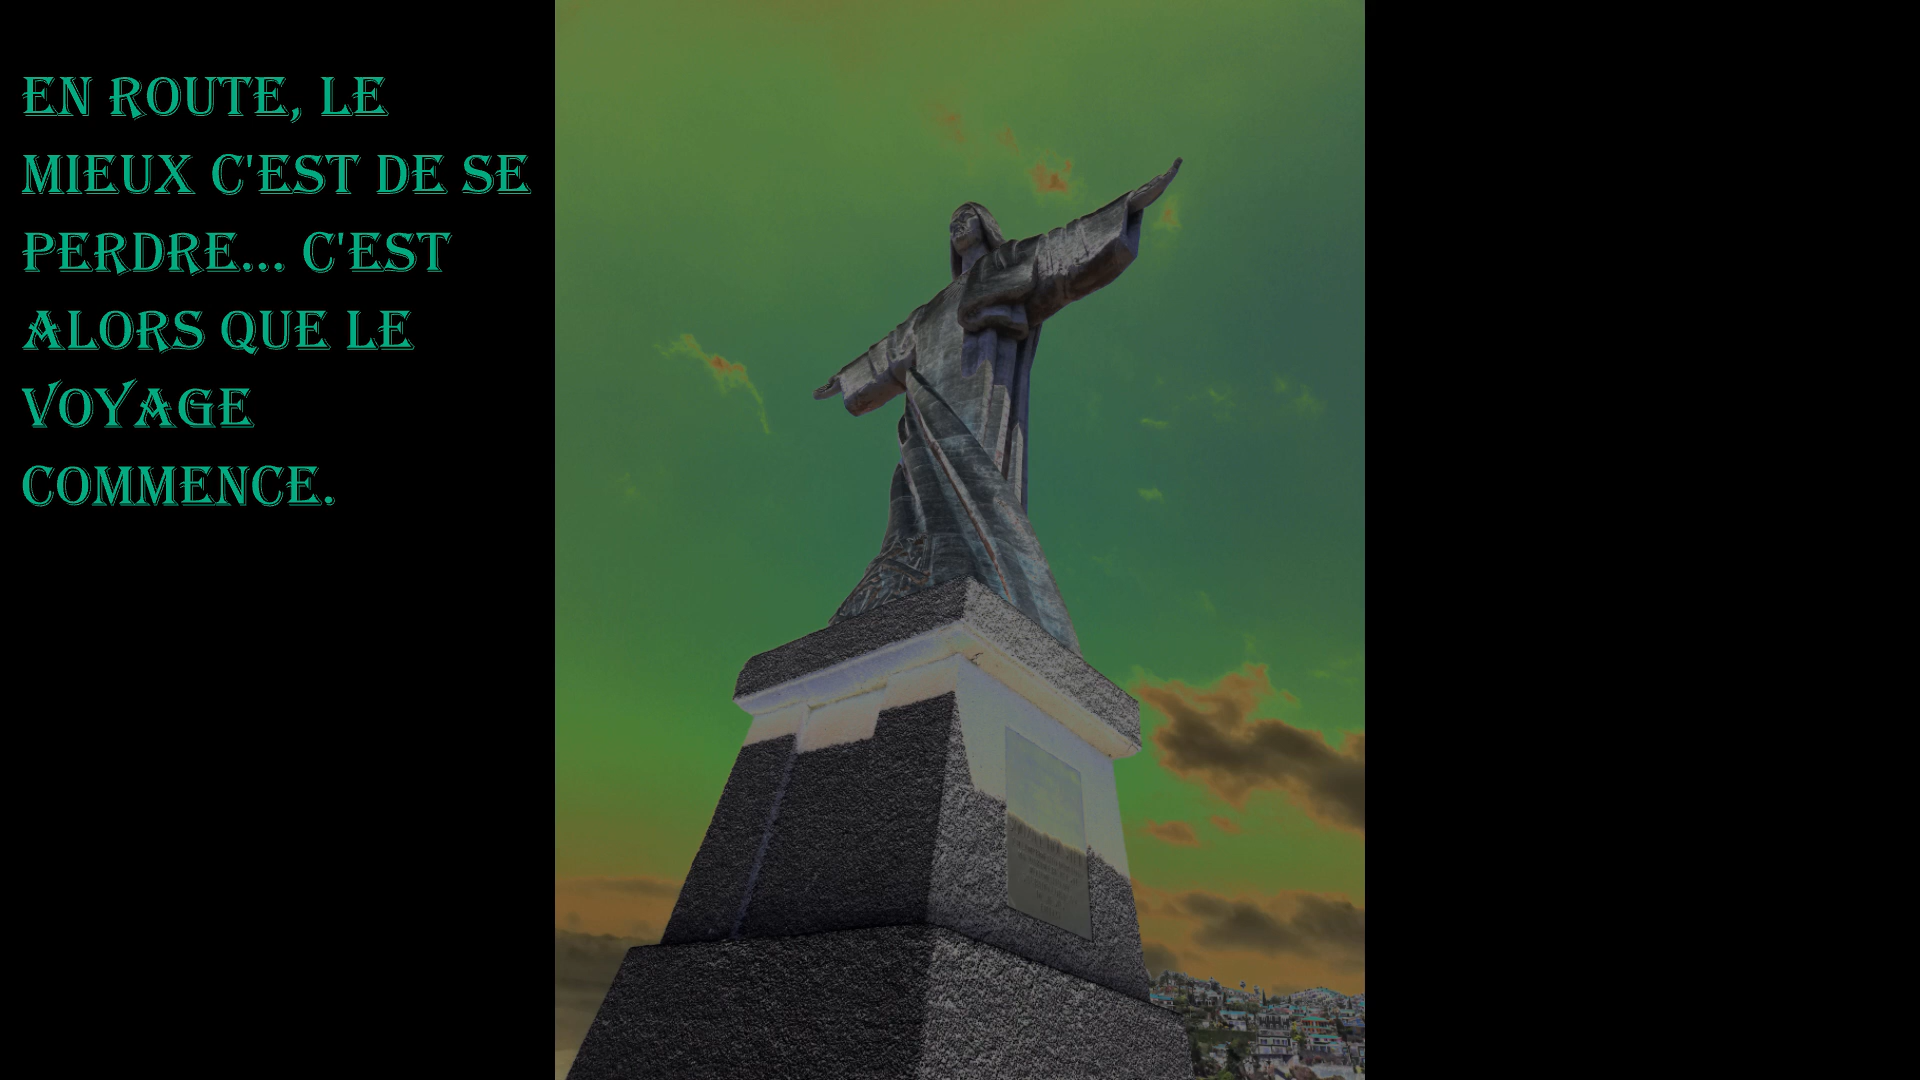 EN ROUTE, LE
MIEUX C'EST DE SE
PERDRE... C'EST
ALORS QUE LE
VOYAGE
COMMENCE.